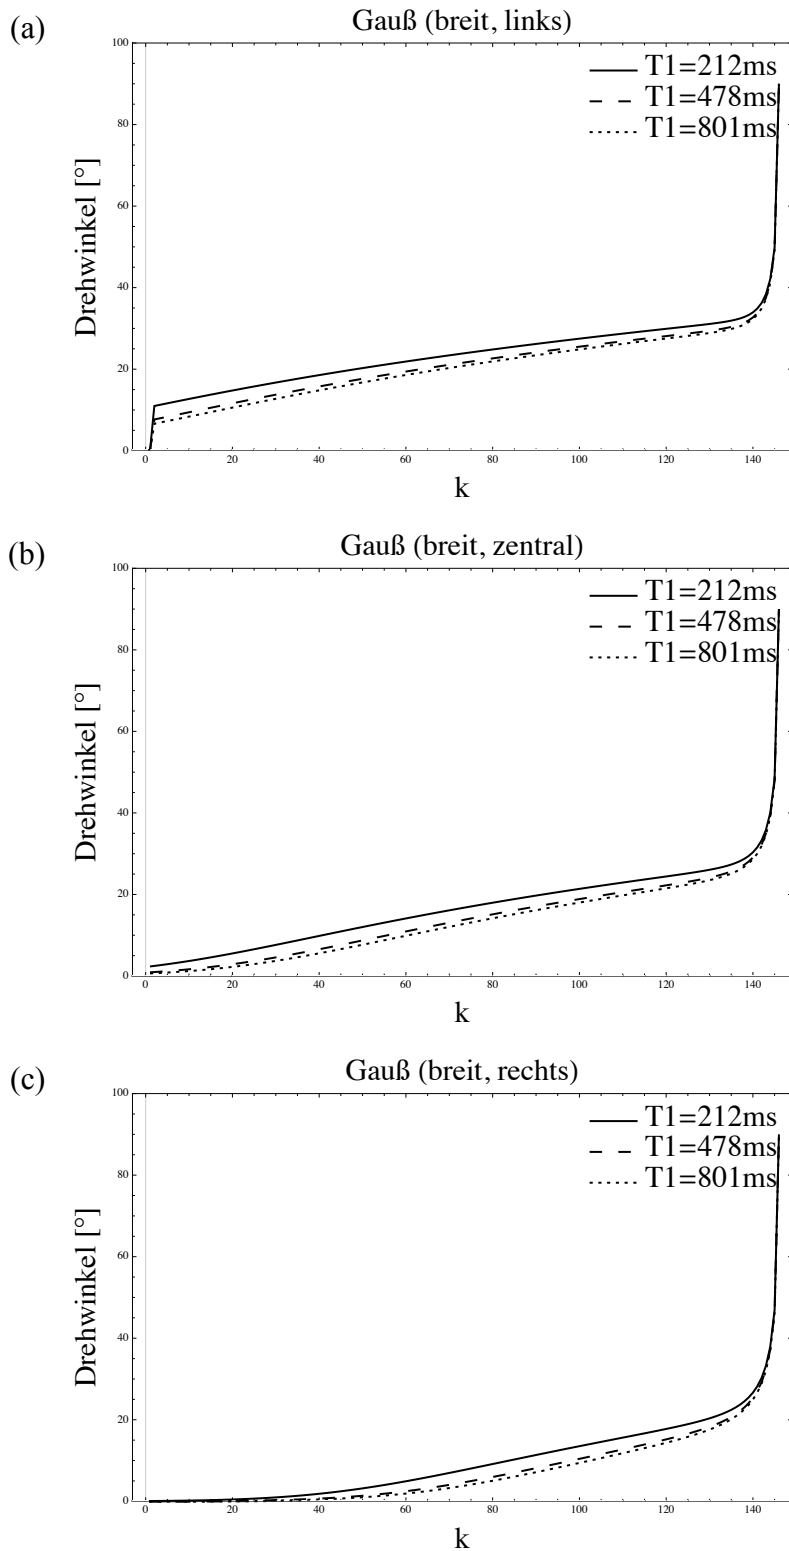 (a)
Gauß (breit, links)
100
80
60
40
20
0
Drehwinkel [°]
T1=212ms
T1=478ms
T1=801ms
0 20 40 60 80 100 120 140
k
(b)
Gauß (breit, zentral)
100
80
60
40
20
0
Drehwinkel [°]
T1=212ms
T1=478ms
T1=801ms
0 20 40 60 80 100 120 140
k
(c)
Gauß (breit, rechts)
100
80
60
40
20
0
Drehwinkel [°]
T1=212ms
T1=478ms
T1=801ms
0 20 40 60 80 100 120 140
k